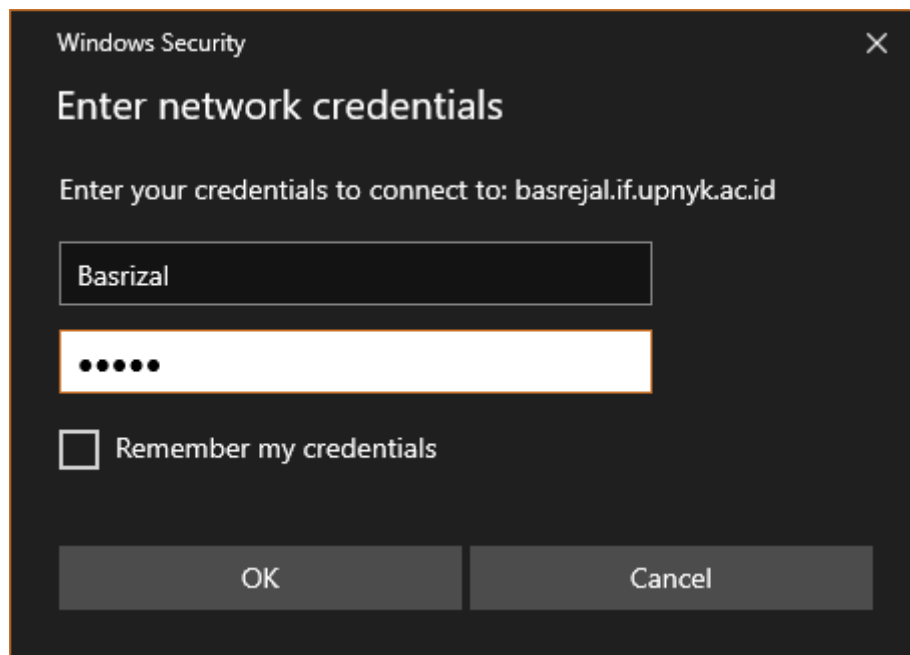 Windows Security
Enter network credentials
Enter your credentials to connect to: basrejal.if.upnyk.ac.id
Basrizal
•••••
Remember my credentials
OK Cancel